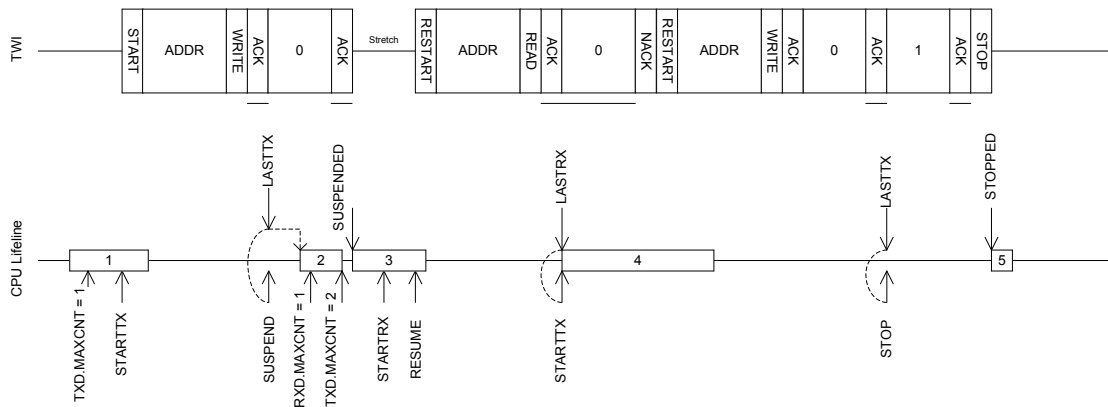 TWI
START
ADDR
WRITE
ACK
0
ACK
Stretch
RESTART
ADDR
READ
ACK
0
NACK
RESTART
ADDR
WRITE
ACK
0
ACK
1
ACK
STOP
CPU Lifeline
LASTTX
SUSPENDED
LASTRX
LASTTX
STOPPED
1
2
3
4
5
TXD.MAXCNT = 1
STARTTX
SUSPEND
RXD.MAXCNT = 1
TXD.MAXCNT = 2
STARTRX
RESUME
STARTTX
STOP